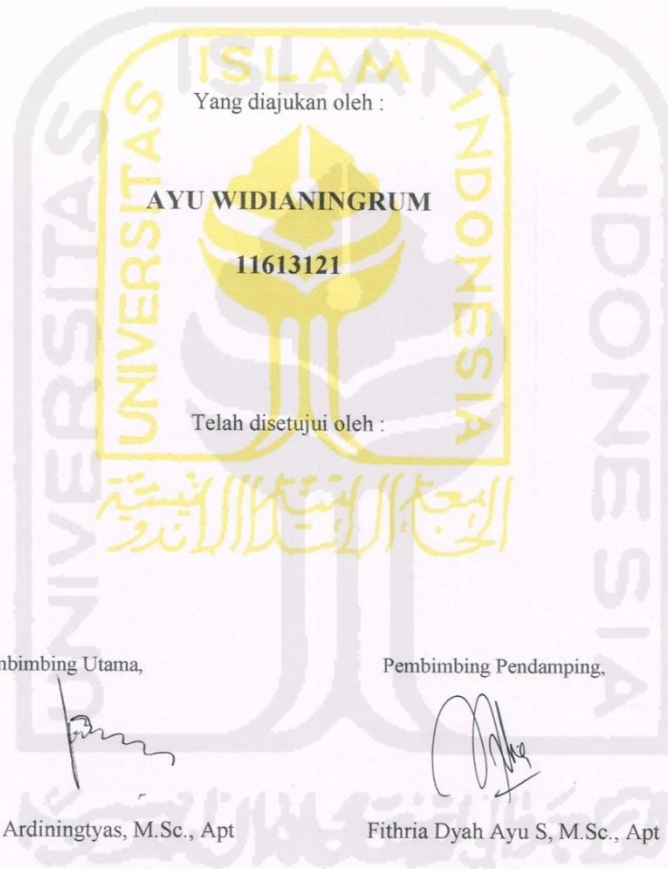 ISLAM
UNIVERSITAS
INDONESIA
Yang diajukan oleh :
AYU WIDIANINGRUM
11613121
Telah disetujui oleh :
mbimbing Utama,
Pembimbing Pendamping,
Ardiningtyas, M.Sc., Apt
Fithria Dyah Ayu S, M.Sc., Apt